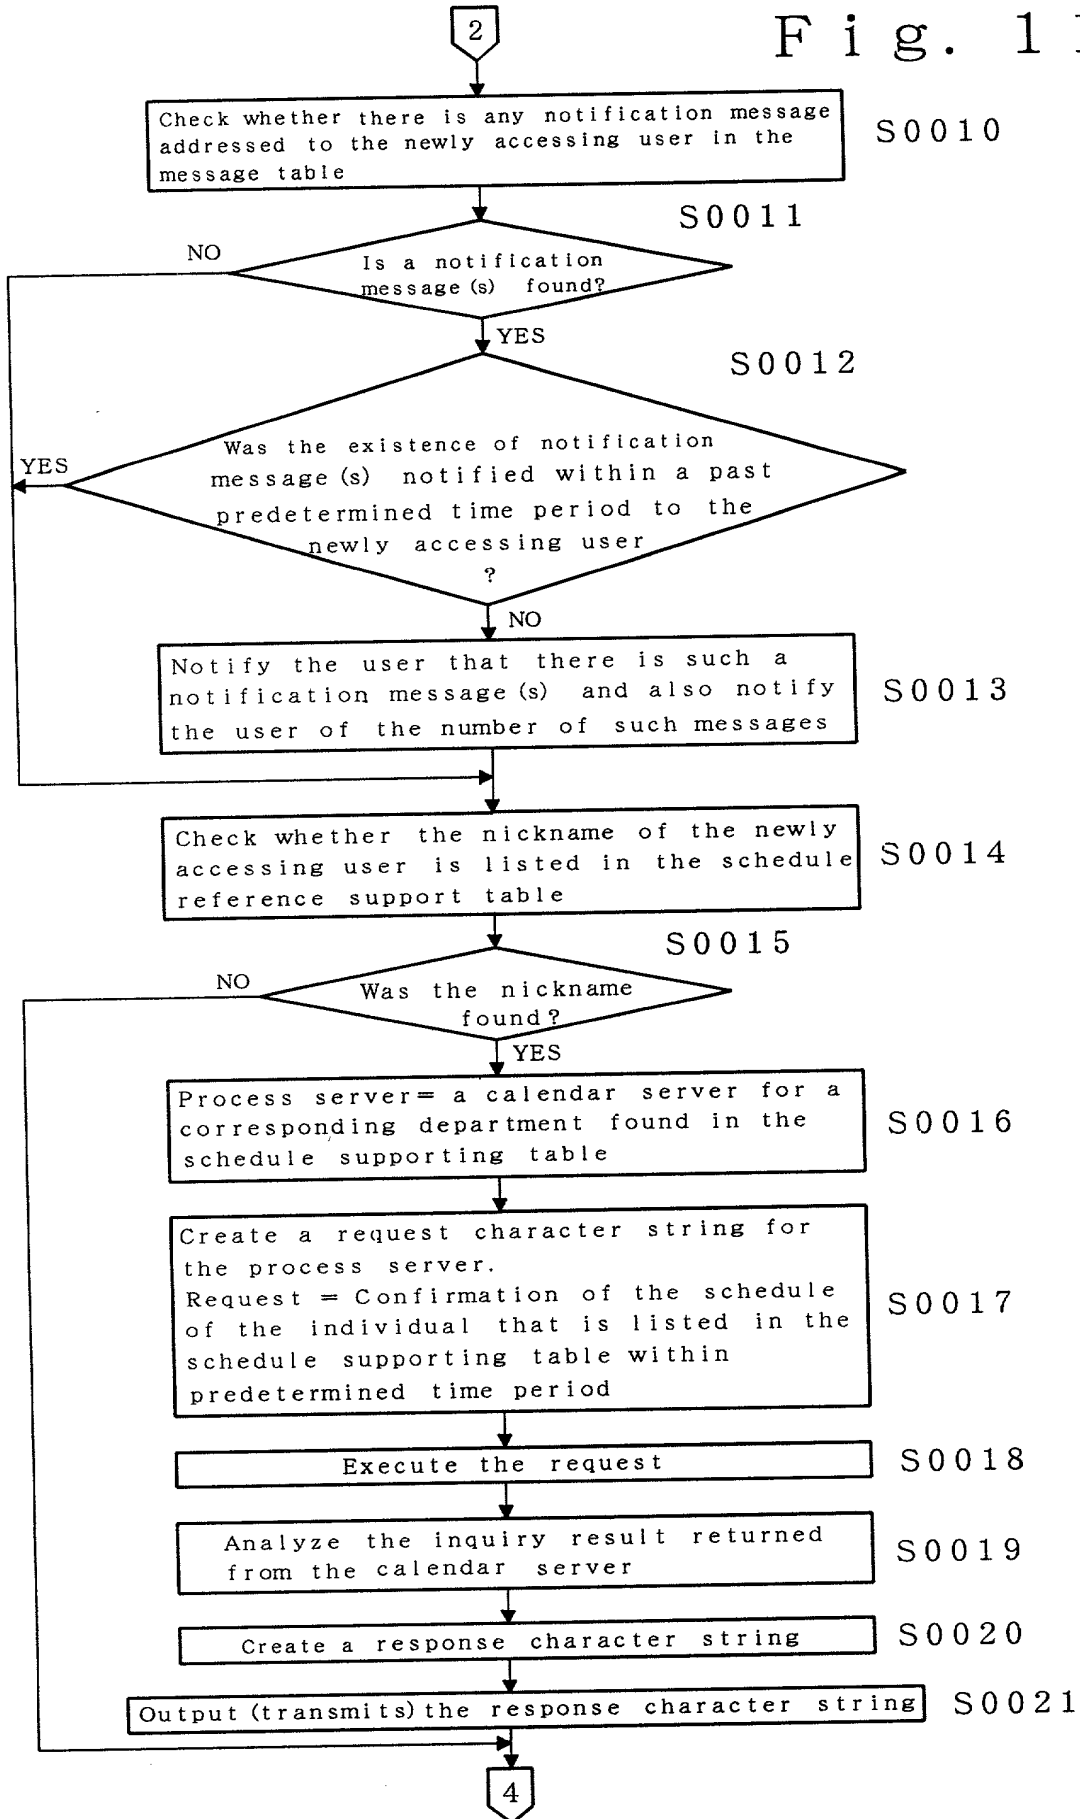 2
Fig. 11
Check whether there is any notification message
addressed to the newly accessing user in the
message table
S0010
S0011
NO
Is a notification
message(s) found?
YES
S0012
Was the existence of notification
YES
message(s) notified within a past
predetermined time period to the
newly accessing user
?
NO
Notify the user that there is such a
notification message(s) and also notify
the user of the number of such messages
S0013
Check whether the nickname of the newly
accessing user is listed in the schedule
reference support table
S0014
S0015
NO
Was the nickname
found?
YES
Process server= a calendar server for a
corresponding department found in the
schedule supporting table
S0016
Create a request character string for
the process server.
Request = Confirmation of the schedule
of the individual that is listed in the
schedule supporting table within
predetermined time period
S0017
Execute the request
S0018
Analyze the inquiry result returned
from the calendar server
S0019
Create a response character string
S0020
Output(transmits)the response character string
S0021
4